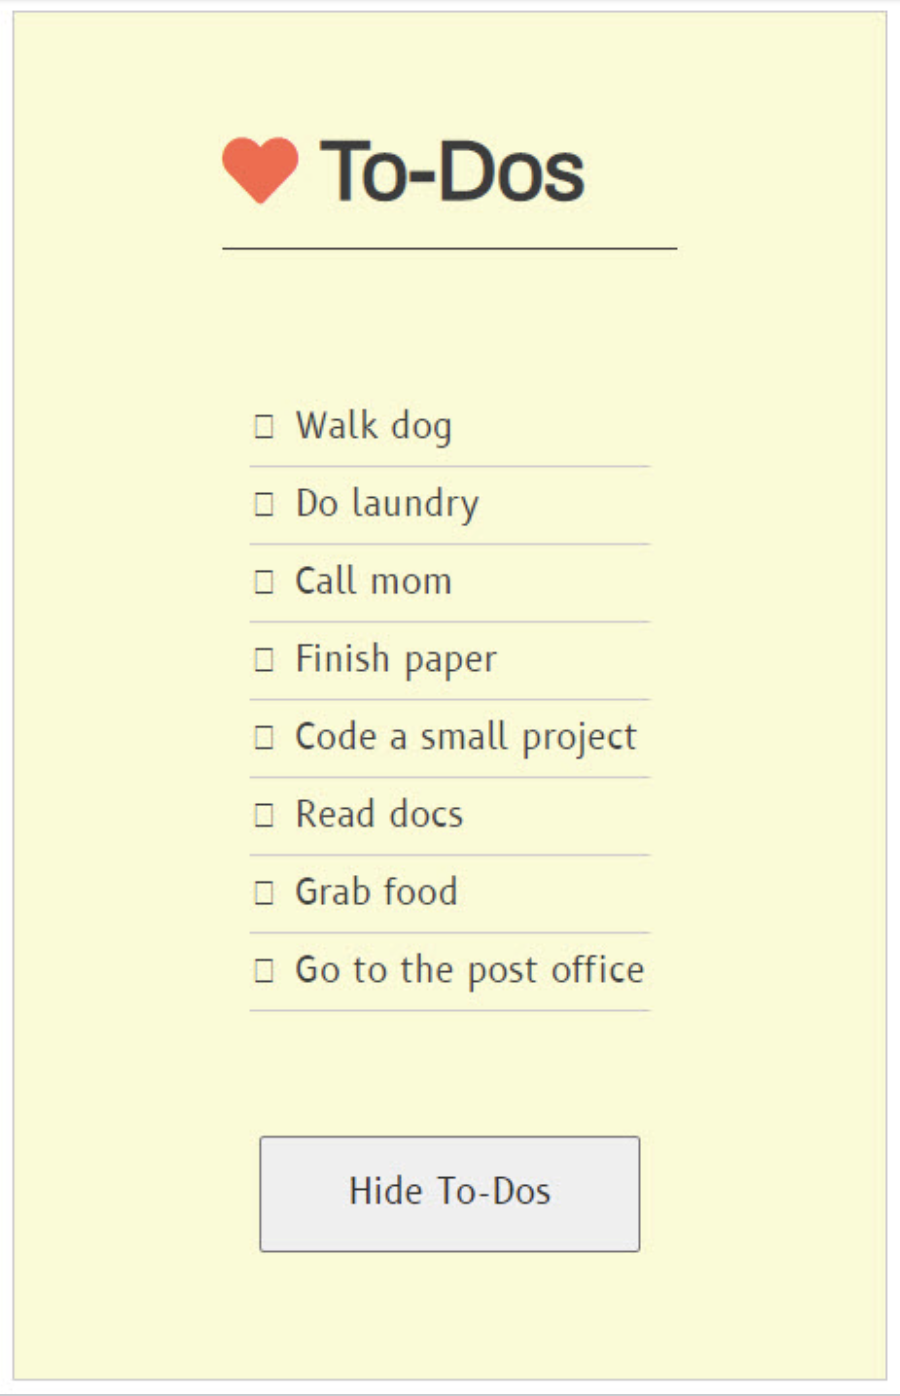 To-Dos
Walk dog
Do laundry
Call mom
Finish paper
Code a small project
Read docs
Grab food
Go to the post office
Hide To-Dos